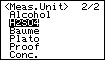 <Meas.Unit> 2/2
Alcohol
H2SO4
Baume
Plato
Proof
Conc.